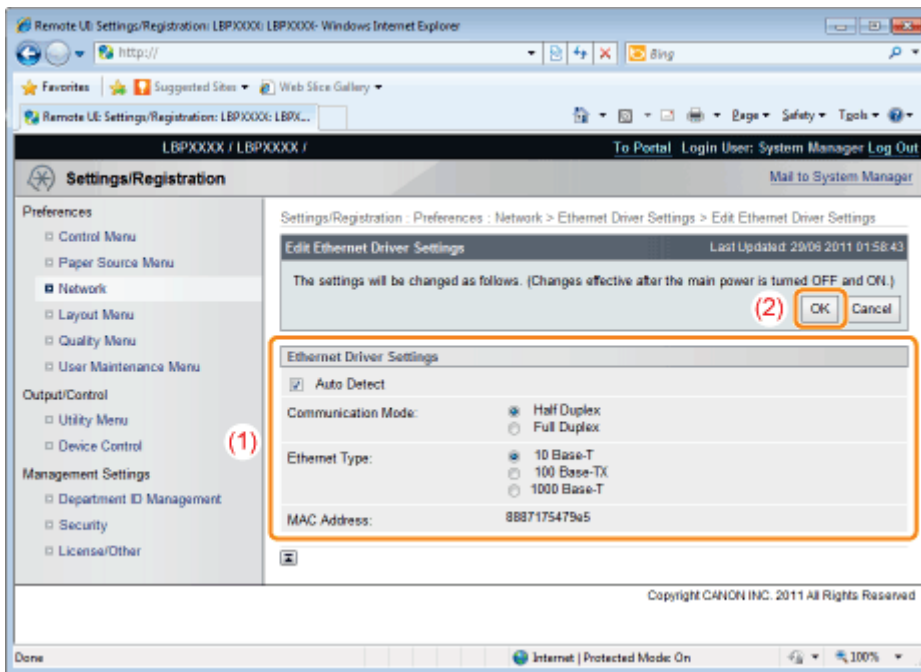 Remote UI: Settings/Registration: LBPXXXX: LBPXXXX- Windows Internet Explorer
http://
Bing
Favorites Suggested Sites Web Slice Gallery
Remote UI: Settings/Registration: LBPXXXX: LBPX...
Page Safety Tools
LBPXXXX / LBPXXXX /
To Portal Login User: System Manager Log Out
Settings/Registration
Mail to System Manager
Preferences
Control Menu
Paper Source Menu
Network
Layout Menu
Quality Menu
User Maintenance Menu
Output/Control
Utility Menu
Device Control
Management Settings
Department ID Management
Security
License/Other
Settings/Registration : Preferences : Network > Ethernet Driver Settings > Edit Ethernet Driver Settings
Edit Ethernet Driver Settings
Last Updated: 29/06 2011 01:58:43
The settings will be changed as follows. (Changes effective after the main power is turned OFF and ON.)
(2) OK Cancel
(1)
Ethernet Driver Settings
Auto Detect
Communication Mode: Half Duplex
Full Duplex
Ethernet Type: 10 Base-T
100 Base-TX
1000 Base-T
MAC Address: 8887175479e5
Copyright CANON INC. 2011 All Rights Reserved
Done
Internet | Protected Mode: On
100%